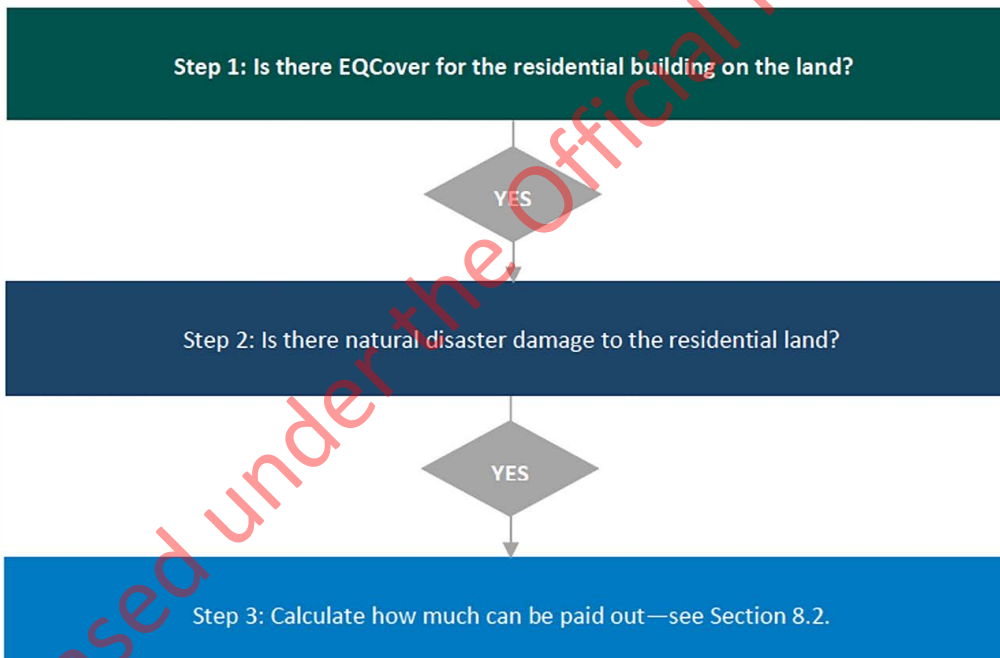 Step 1: Is there EQCover for the residential building on the land?
YES
Step 2: Is there natural disaster damage to the residential land?
YES
Step 3: Calculate how much can be paid out—see Section 8.2.
under the Official